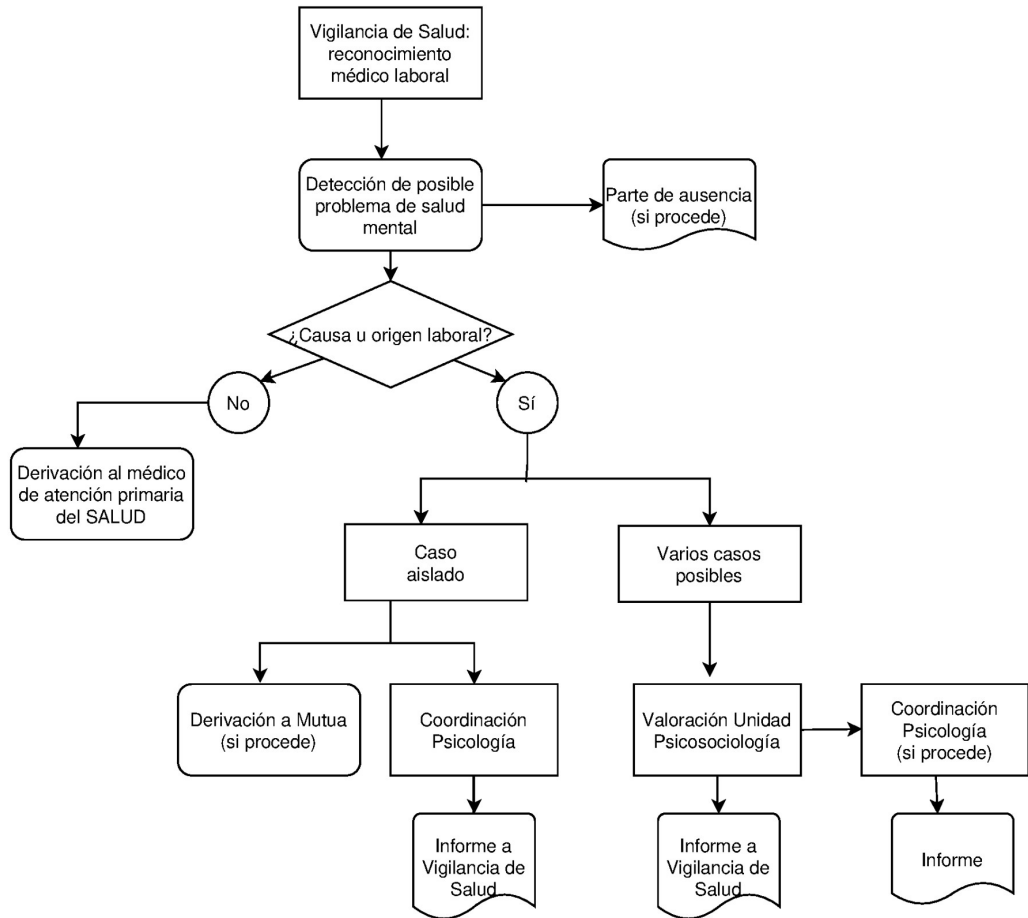 Vigilancia de Salud:
reconocimiento
médico laboral
Detección de posible
problema de salud
mental
Parte de ausencia
(si procede)
¿Causa u origen laboral?
No
Sí
Derivación al médico
de atención primaria
del SALUD
Caso
aislado
Varios casos
posibles
Derivación a Mutua
(si procede)
Coordinación
Psicología
Valoración Unidad
Psicosociología
Coordinación
Psicología
(si procede)
Informe a
Vigilancia de
Salud
Informe a
Vigilancia de
Salud
Informe